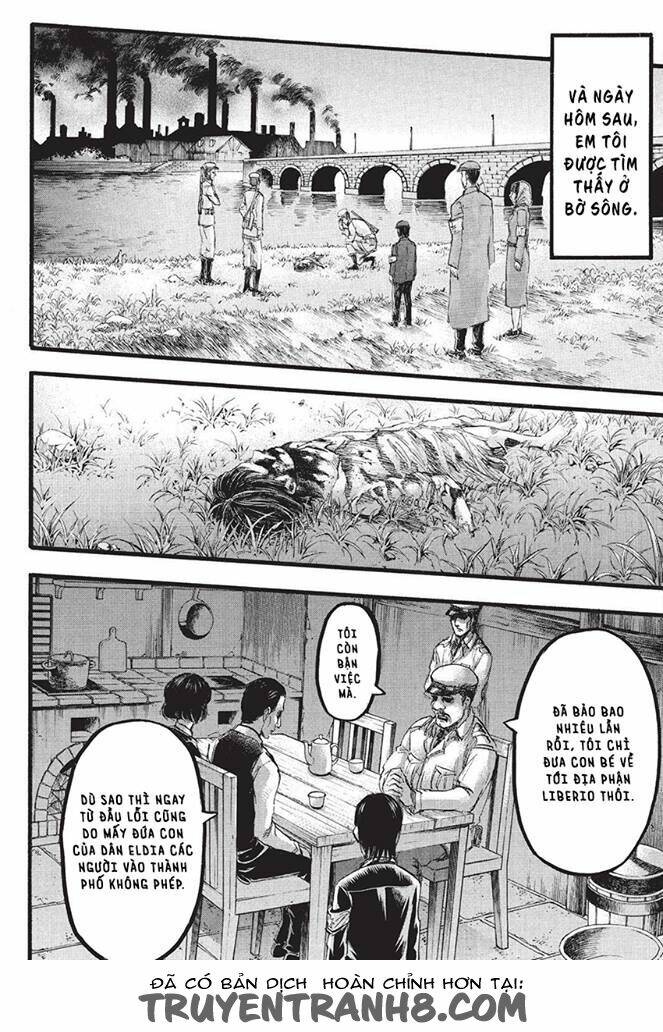 VÀ NGÀY
HÔM SAU,
EM TÔI
ĐƯỢC TÌM
THẤY Ở
BỜ SÔNG.
TÔI
CÒN
BẬN
VIỆC
MÀ.
ĐÃ BẢO BAO
NHIÊU LẦN
RỒI, TÔI CHỈ
ĐƯA CON BÉ VỀ
TỚI ĐỊA PHẬN
LIBERIO THÔI.
DÙ SAO THÌ NGAY
TỪ ĐẦU LỖI CŨNG
DO MẤY ĐỨA CON
CỦA DÂN ELDIA CÁC
NGƯỜI VÀO THÀNH
PHỐ KHÔNG PHÉP.
ĐÃ CÓ BẢN DỊCH HOÀN CHỈNH HƠN TẠI:
TRUYENTRANH8.COM